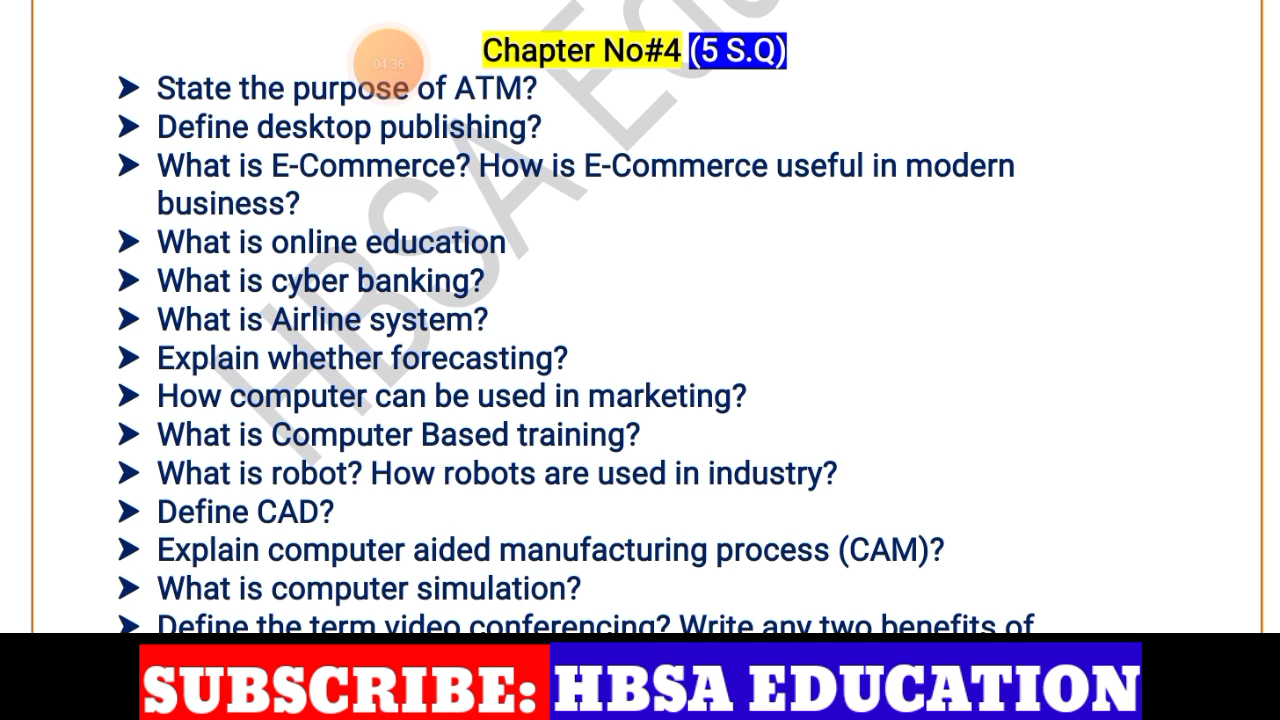 Chapter No#4 (5 S.Q)
04:36
➤ State the purpose of ATM?
➤ Define desktop publishing?
➤ What is E-Commerce? How is E-Commerce useful in modern
business?
➤ What is online education
➤ What is cyber banking?
➤ What is Airline system?
➤ Explain whether forecasting?
➤ How computer can be used in marketing?
➤ What is Computer Based training?
➤ What is robot? How robots are used in industry?
➤ Define CAD?
➤ Explain computer aided manufacturing process (CAM)?
➤ What is computer simulation?
➤ Define the term video conferencing? Write any two benefits of
HBSA Edu
SUBSCRIBE: HBSA EDUCATION